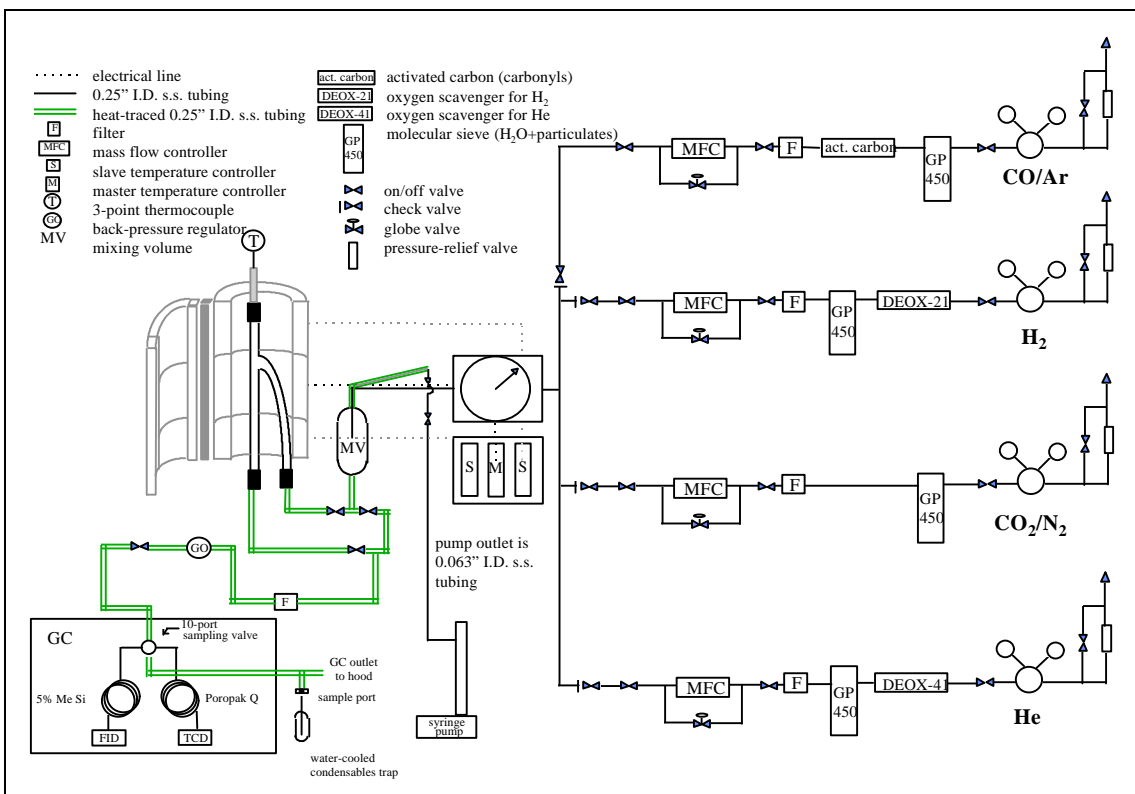 electrical line
0.25” I.D. s.s. tubing
heat-traced 0.25” I.D. s.s. tubing
F
filter
MFC
mass flow controller
S
slave temperature controller
M
master temperature controller
T
3-point thermocouple
GO
back-pressure regulator
MV
mixing volume
act. carbon
activated carbon (carbonyls)
DEOX-21
oxygen scavenger for H2
DEOX-41
oxygen scavenger for He
GP
450
molecular sieve (H2O+particulates)
on/off valve
check valve
globe valve
pressure-relief valve
MFC
F
act. carbon
GP
450
CO/Ar
T
MFC
F
GP
450
DEOX-21
H2
MV
S
M
S
MFC
F
GP
450
CO2/N2
GO
F
pump outlet is
0.063” I.D. s.s.
tubing
MFC
F
GP
450
DEOX-41
He
GC
10-port
sampling valve
5% Me Si
Poropak Q
FID
TCD
GC outlet
to hood
sample port
water-cooled
condensables trap
syringe
pump